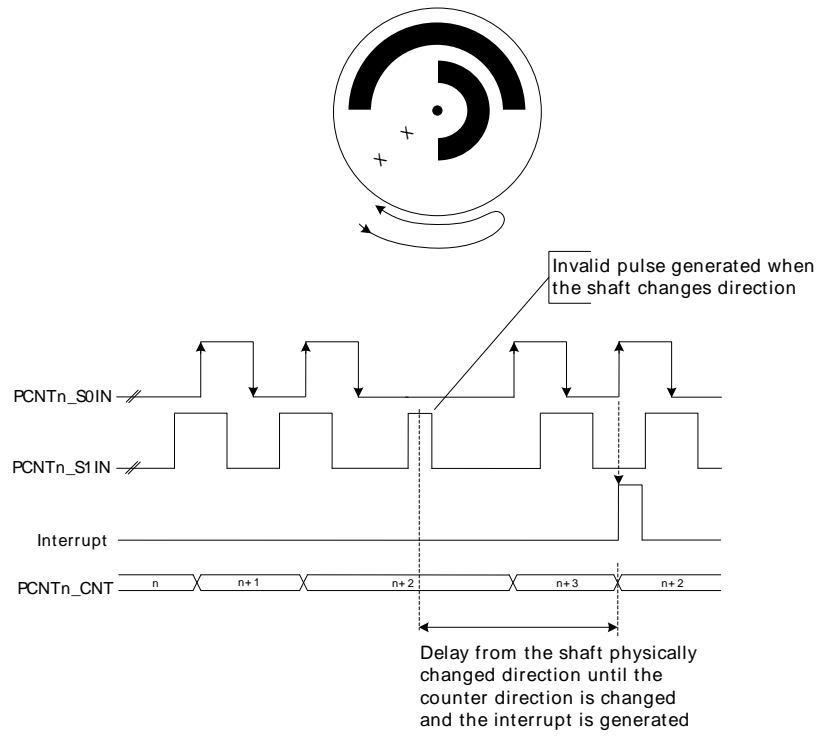 X
X
Invalid pulse generated when
the shaft changes direction
PCNTn_S0IN
PCNTn_S1IN
Interrupt
PCNTn_CNT
n
n+1
n+2
n+3
n+2
Delay from the shaft physically
changed direction until the
counter direction is changed
and the interrupt is generated